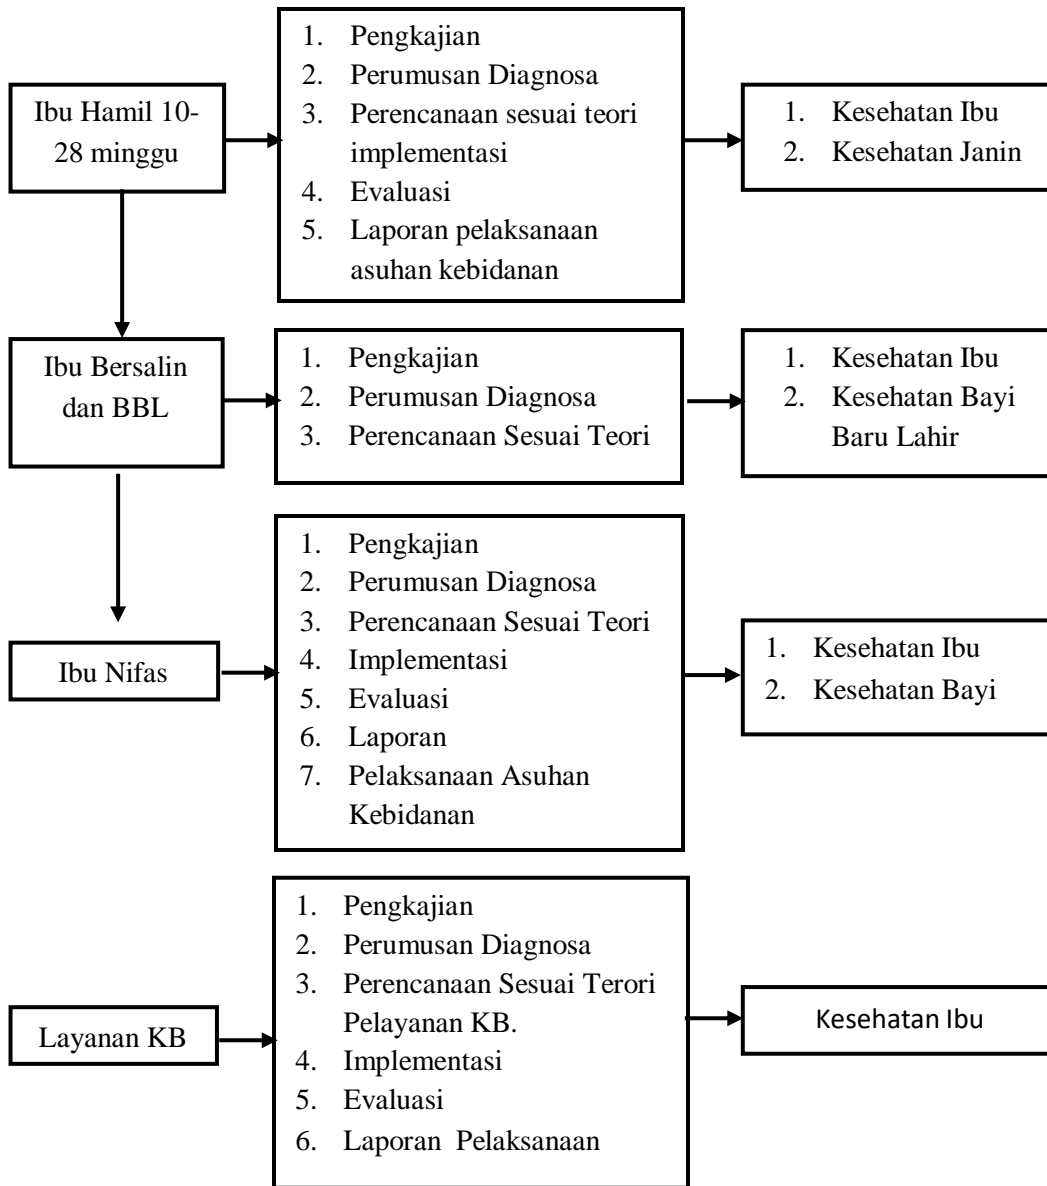 Ibu Hamil 10-
28 minggu
1. Pengkajian
2. Perumusan Diagnosa
3. Perencanaan sesuai teori
implementasi
4. Evaluasi
5. Laporan pelaksanaan
asuhan kebidanan
1. Kesehatan Ibu
2. Kesehatan Janin
Ibu Bersalin
dan BBL
1. Pengkajian
2. Perumusan Diagnosa
3. Perencanaan Sesuai Teori
1. Kesehatan Ibu
2. Kesehatan Bayi
Baru Lahir
Ibu Nifas
1. Pengkajian
2. Perumusan Diagnosa
3. Perencanaan Sesuai Teori
4. Implementasi
5. Evaluasi
6. Laporan
7. Pelaksanaan Asuhan
Kebidanan
1. Kesehatan Ibu
2. Kesehatan Bayi
Layanan KB
1. Pengkajian
2. Perumusan Diagnosa
3. Perencanaan Sesuai Terori
Pelayanan KB.
4. Implementasi
5. Evaluasi
6. Laporan Pelaksanaan
Kesehatan Ibu